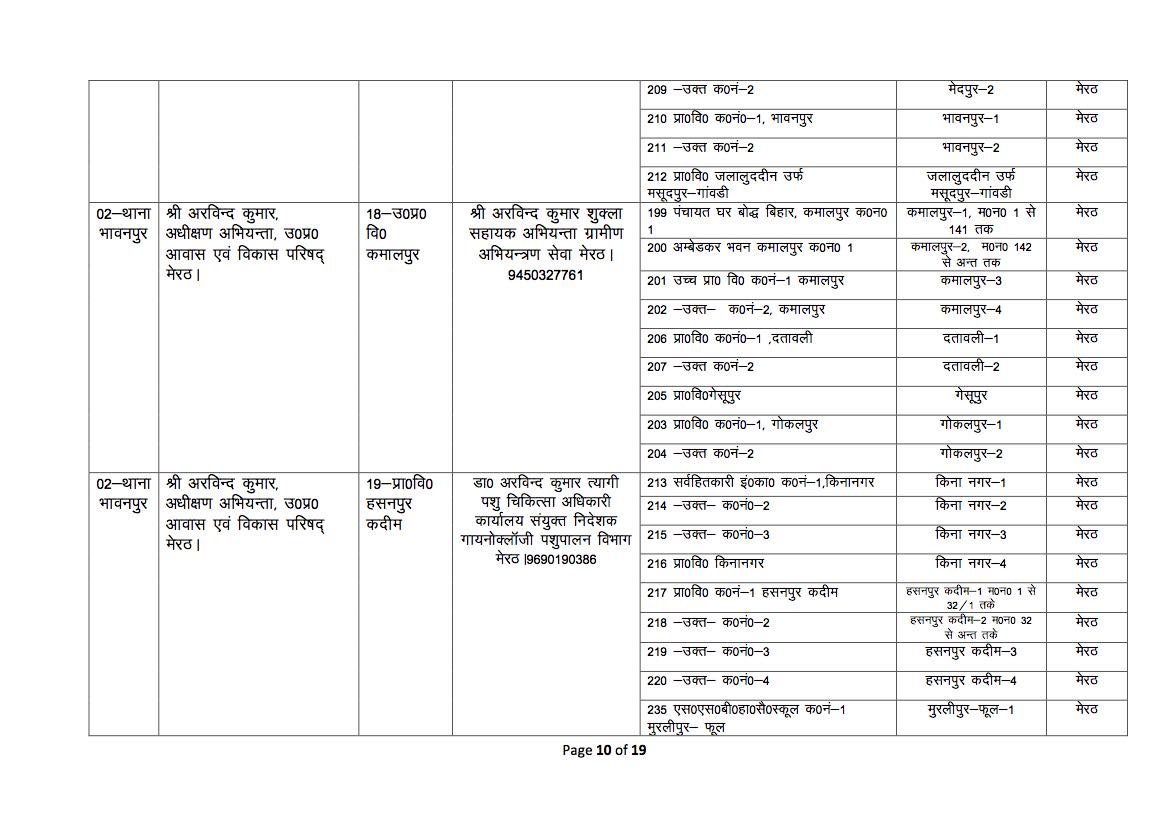 209 –उक्त क0नं–2 मेदपुर–2 मेरठ
210 प्रा0वि0 क0नं0–1, भावनपुर भावनपुर–1 मेरठ
211 –उक्त क0नं–2 भावनपुर–2 मेरठ
212 प्रा0वि0 जलालुददीन उर्फ
मसूदपुर–गांवडी
जलालुददीन उर्फ
मसूदपुर–गांवडी
मेरठ
02–थाना
भावनपुर
श्री अरविन्द कुमार,
अधीक्षण अभियन्ता, उ0प्र0
आवास एवं विकास परिषद्
मेरठ।
18–उ0प्र0
वि0
कमालपुर
श्री अरविन्द कुमार शुक्ला
सहायक अभियन्ता ग्रामीण
अभियन्त्रण सेवा मेरठ।
9450327761
199 पंचायत घर बोद्ध बिहार, कमालपुर क0न0
1
कमालपुर–1, म0न0 1 से
141 तक
मेरठ
200 अम्बेडकर भवन कमालपुर क0न0 1
कमालपुर–2, म0न0 142
से अन्त तक
मेरठ
201 उच्च प्रा0 वि0 क0नं–1 कमालपुर कमालपुर–3 मेरठ
202 –उक्त– क0नं–2, कमालपुर कमालपुर–4 मेरठ
206 प्रा0वि0 क0नं0–1 ,दतावली दतावली–1 मेरठ
207 –उक्त क0नं–2 दतावली–2 मेरठ
205 प्रा0वि0गेसूपुर गेसूपुर मेरठ
203 प्रा0वि0 क0नं0–1, गोकलपुर गोकलपुर–1 मेरठ
204 –उक्त क0नं–2 गोकलपुर–2 मेरठ
02–थाना
भावनपुर
श्री अरविन्द कुमार,
अधीक्षण अभियन्ता, उ0प्र0
आवास एवं विकास परिषद्
मेरठ।
19–प्रा0वि0
हसनपुर
कदीम
डा0 अरविन्द कुमार त्यागी
पशु चिकित्सा अधिकारी
कार्यालय संयुक्त निदेशक
गायनोक्लॉजी पशुपालन विभाग
मेरठ।9690190386
213 सर्वहितकारी इं0का0 क0नं–1,किनानगर किना नगर–1 मेरठ
214 –उक्त– क0नं0–2 किना नगर–2 मेरठ
215 –उक्त– क0नं0–3 किना नगर–3 मेरठ
216 प्रा0वि0 किनानगर किना नगर–4 मेरठ
217 प्रा0वि0 क0नं–1 हसनपुर कदीम
हसनपुर कदीम–1 म0न0 1 से
32/1 तके
मेरठ
218 –उक्त– क0नं0–2
हसनपुर कदीम–2 म0न0 32
से अन्त तके
मेरठ
219 –उक्त– क0नं0–3 हसनपुर कदीम–3 मेरठ
220 –उक्त– क0नं0–4 हसनपुर कदीम–4 मेरठ
235 एस0एस0बी0हा0सै0स्कूल क0नं–1
मुरलीपुर– फूल
मुरलीपुर–फूल–1
मेरठ
Page 10 of 19